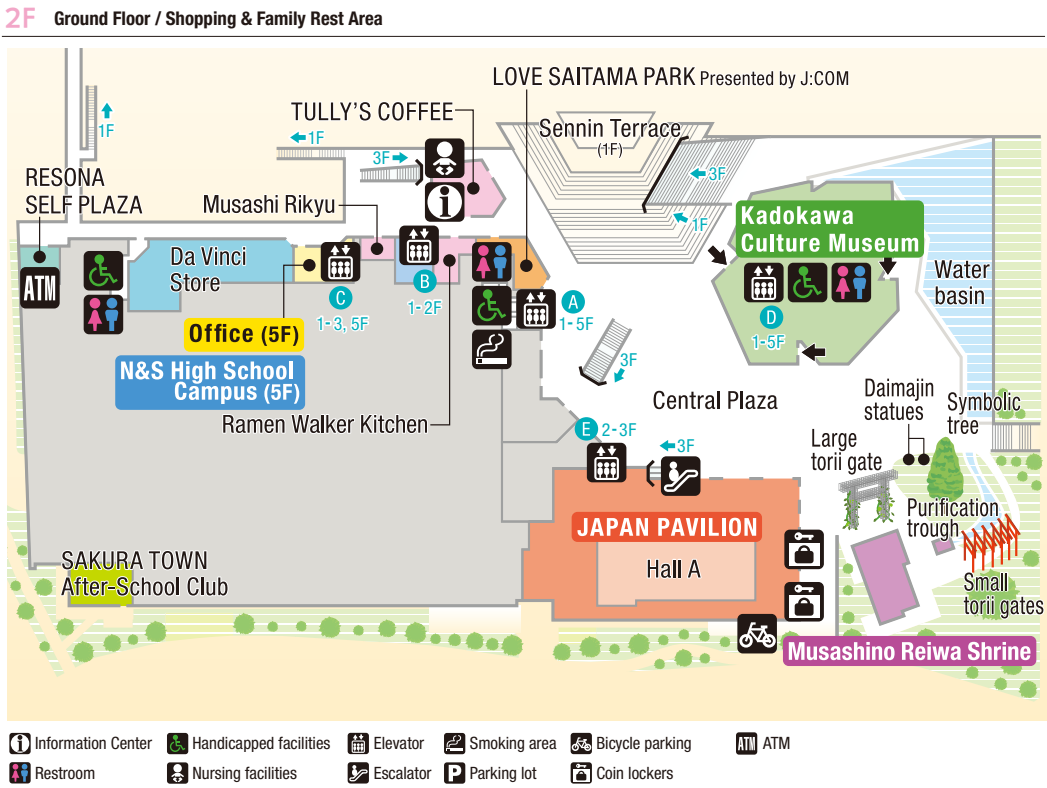 2F Ground Floor / Shopping & Family Rest Area
LOVE SAITAMA PARK Presented by J:COM
TULLY'S COFFEE
1F
←1F
Sennin Terrace
(1F)
3F→
←3F
RESONA
SELF PLAZA
Musashi Rikyu
1F
Kadokawa
Culture Museum
Da Vinci
Store
ATM
Water
basin
C
1-3, 5F
B
1-2F
A
1-5F
D
1-5F
Office (5F)
N&S High School
Campus (5F)
3F
Ramen Walker Kitchen
Central Plaza
Daimajin
statues
Symbolic
tree
E 2-3F
←3F
Large
torii gate
Purification
trough
JAPAN PAVILION
Hall A
SAKURA TOWN
After-School Club
Small
torii gates
Musashino Reiwa Shrine
Information Center
Handicapped facilities
Elevator
Smoking area
Bicycle parking
ATM ATM
Restroom
Nursing facilities
Escalator
P Parking lot
Coin lockers